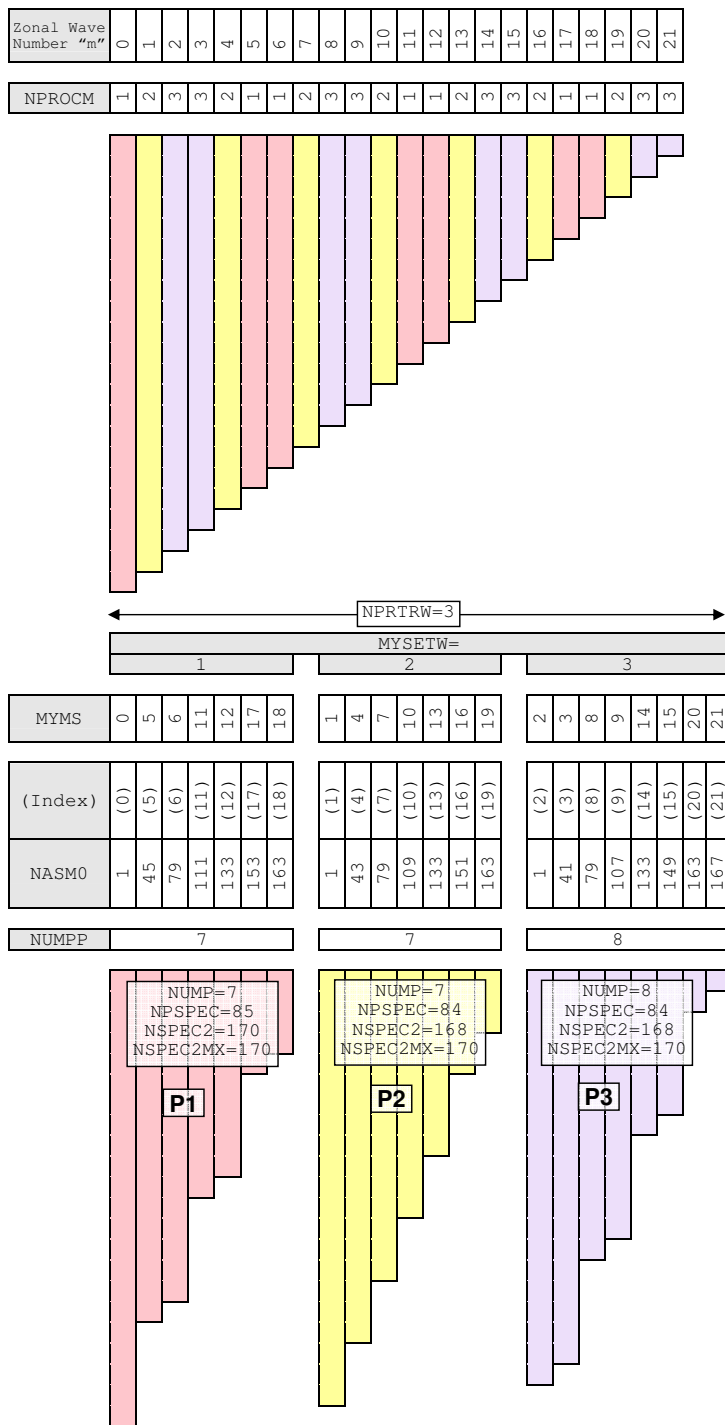 Zonal Wave Number “m” 0 1 2 3 4 5 6 7 8 9 10 11 12 13 14 15 16 17 18 19 20 21
NPROCM 1 2 3 3 2 1 1 2 3 3 2 1 1 2 3 3 2 1 1 2 3 3
NPRTRW=3
MYSETW=
1 2 3
MYMS 0 5 6 11 12 17 18 1 4 7 10 13 16 19 2 3 8 9 14 15 20 21
(Index) (0) (5) (6) (11) (12) (17) (18) (1) (4) (7) (10) (13) (16) (19) (2) (3) (8) (9) (14) (15) (20) (21)
NASM0 1 45 79 111 133 153 163 1 43 79 109 133 151 163 1 41 79 107 133 149 163 167
NUMPP 7 7 8
NUMP=7
NPSPEC=85
NSPEC2=170
NSPEC2MX=170
P1
NUMP=7
NPSPEC=84
NSPEC2=168
NSPEC2MX=170
P2
NUMP=8
NPSPEC=84
NSPEC2=168
NSPEC2MX=170
P3